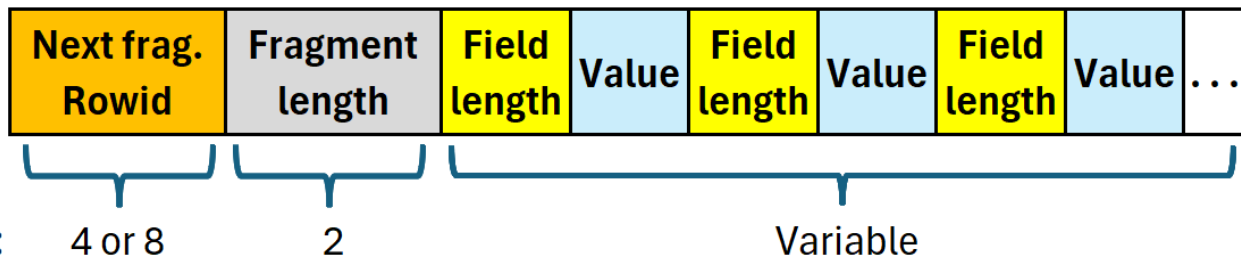 Next frag. Rowid
Fragment length
Field length
Value
Field length
Value
Field length
Value
...
: 4 or 8
2
Variable